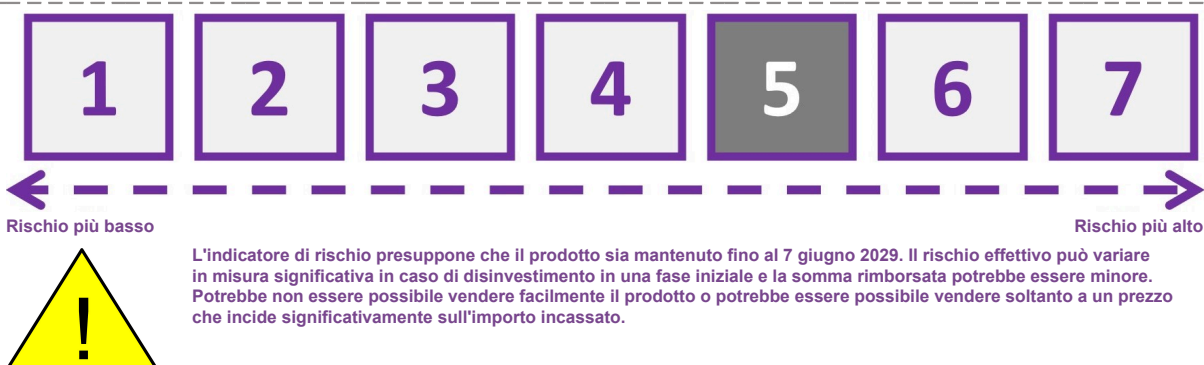 1 2 3 4 5 6 7
Rischio più basso Rischio più alto
L'indicatore di rischio presuppone che il prodotto sia mantenuto fino al 7 giugno 2029. Il rischio effettivo può variare
in misura significativa in caso di disinvestimento in una fase iniziale e la somma rimborsata potrebbe essere minore.
Potrebbe non essere possibile vendere facilmente il prodotto o potrebbe essere possibile vendere soltanto a un prezzo
che incide significativamente sull'importo incassato.
!